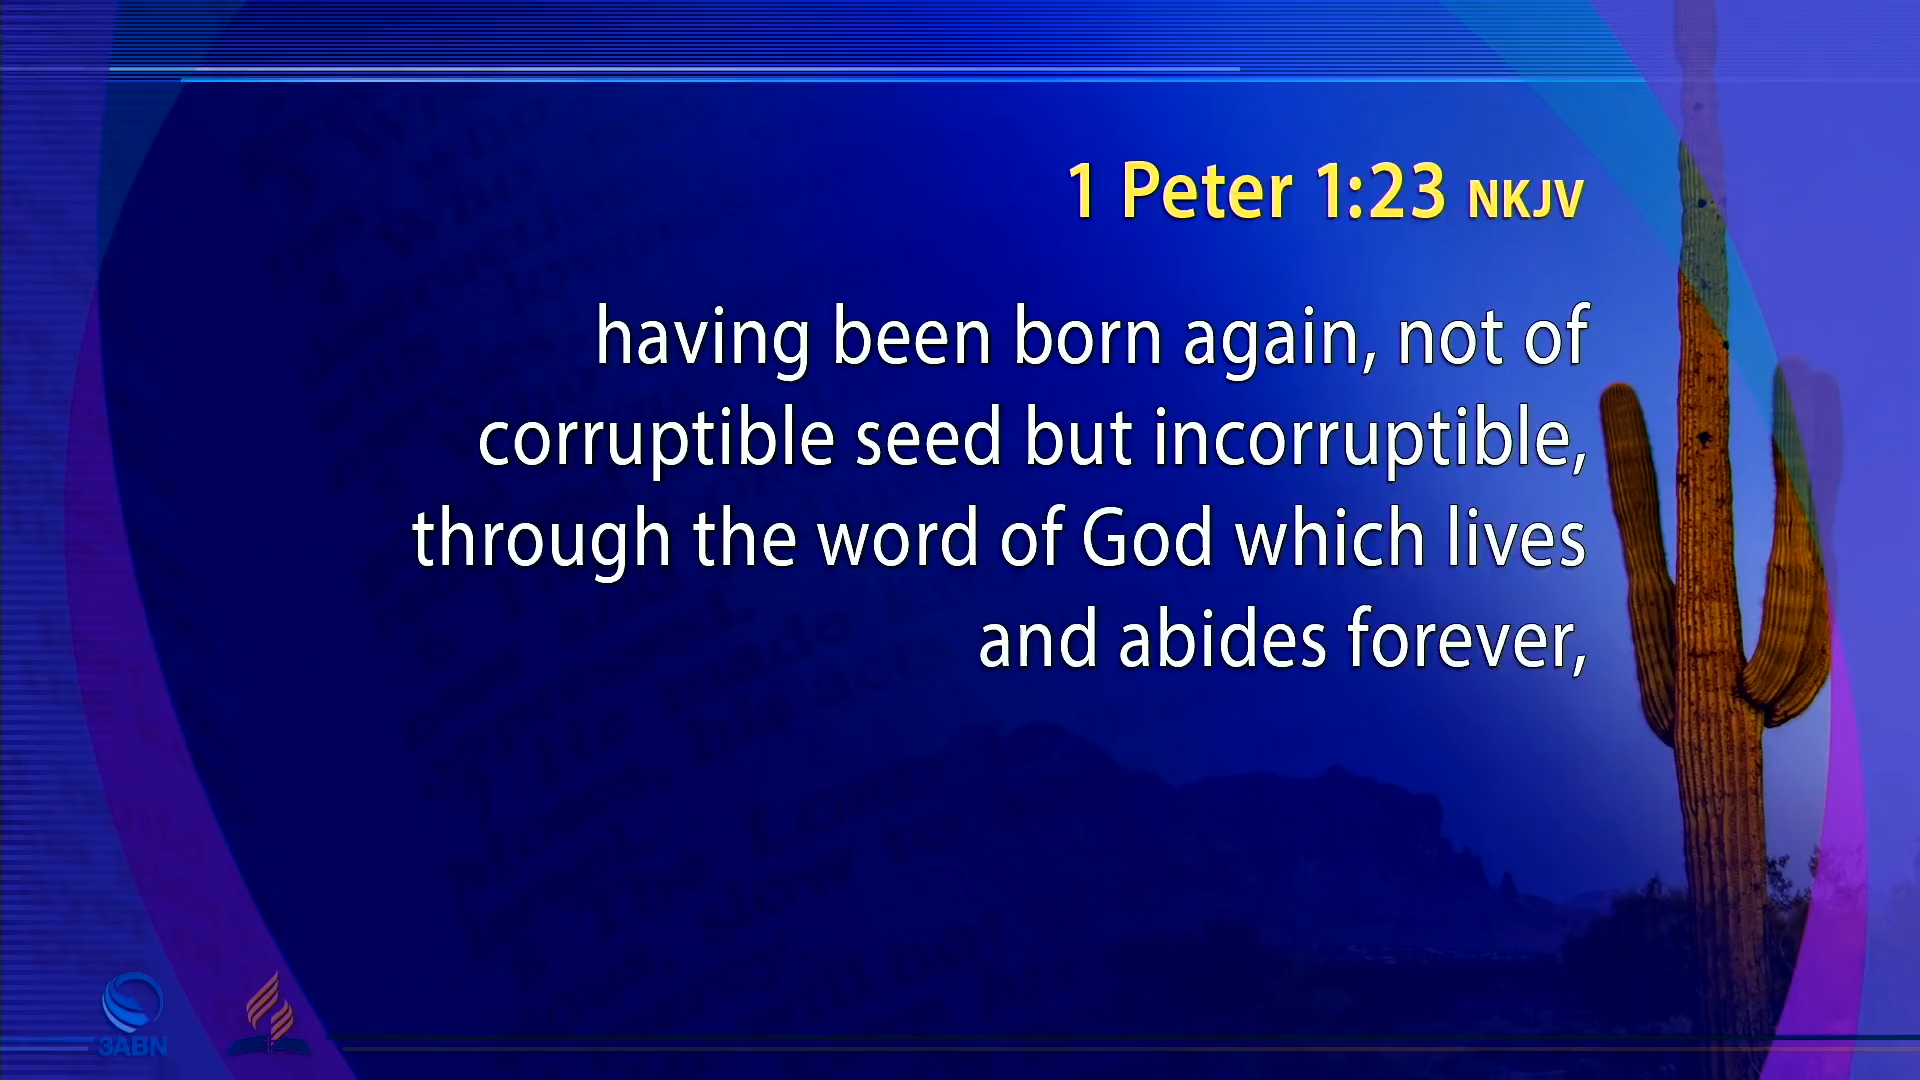 1 Peter 1:23 NKJV
having been born again, not of
corruptible seed but incorruptible,
through the word of God which lives
and abides forever,
3ABN